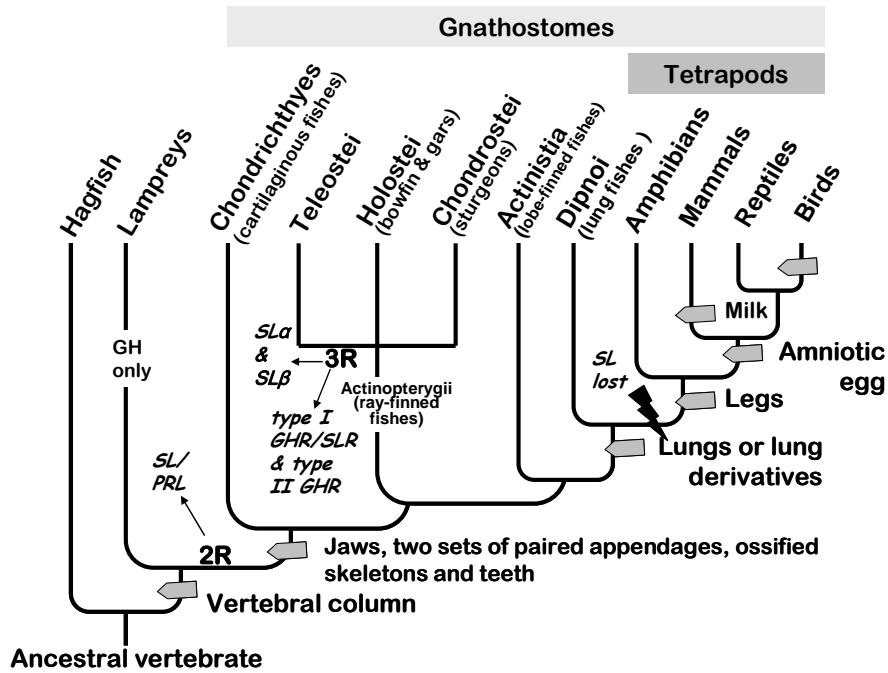 Gnathostomes
Tetrapods
Hagfish
Lampreys
Chondrichthyes
(cartilaginous fishes)
Teleostei
Holostei
(bowfin & gars)
Chondrostei
(sturgeons)
Actinistia
(lobe-finned fishes)
Dipnoi
(lung fishes )
Amphibians
Mammals
Reptiles
Birds
Milk
GH
only
SLα
&
SLβ
3R
SL
lost
Amniotic
egg
Actinopterygii
(ray-finned
fishes)
Legs
type I
GHR/SLR
& type
II GHR
Lungs or lung
derivatives
SL/
PRL
2R
Jaws, two sets of paired appendages, ossified
skeletons and teeth
Vertebral column
Ancestral vertebrate